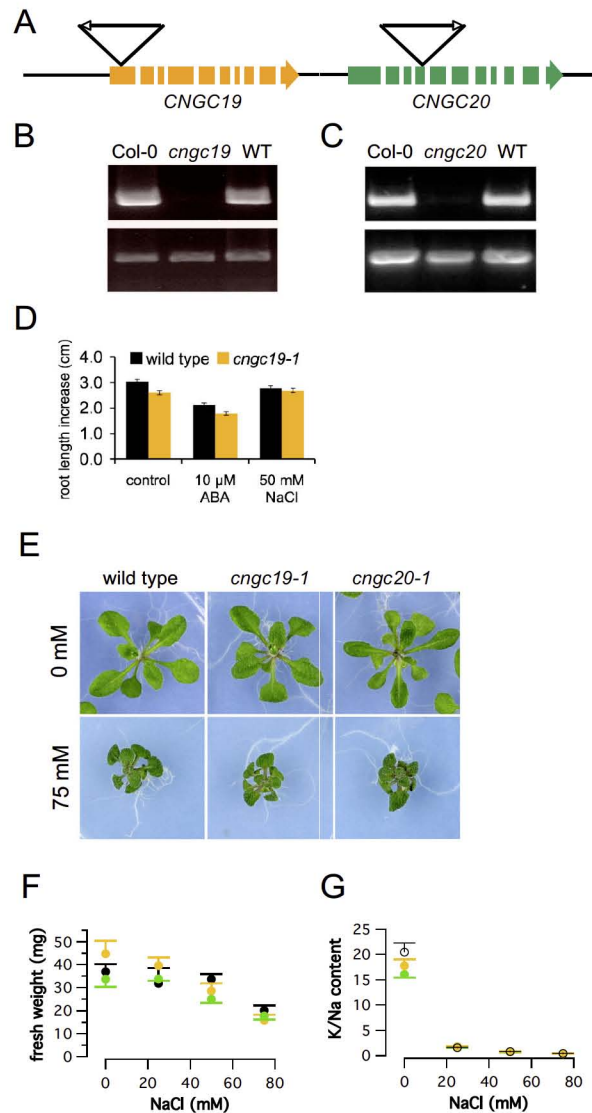 A
CNGC19 CNGC20
B
Col-0 cngc19 WT
C
Col-0 cngc20 WT
D
root length increase (cm)
4.0
3.0
2.0
1.0
0.0
wild type cngc19-1
control 10 µM ABA 50 mM NaCl
E
wild type cngc19-1 cngc20-1
0 mM
75 mM
F
fresh weight (mg)
50
40
30
20
10
0
0 20 40 60 80
NaCl (mM)
G
K/Na content
25
20
15
10
5
0
0 20 40 60 80
NaCl (mM)